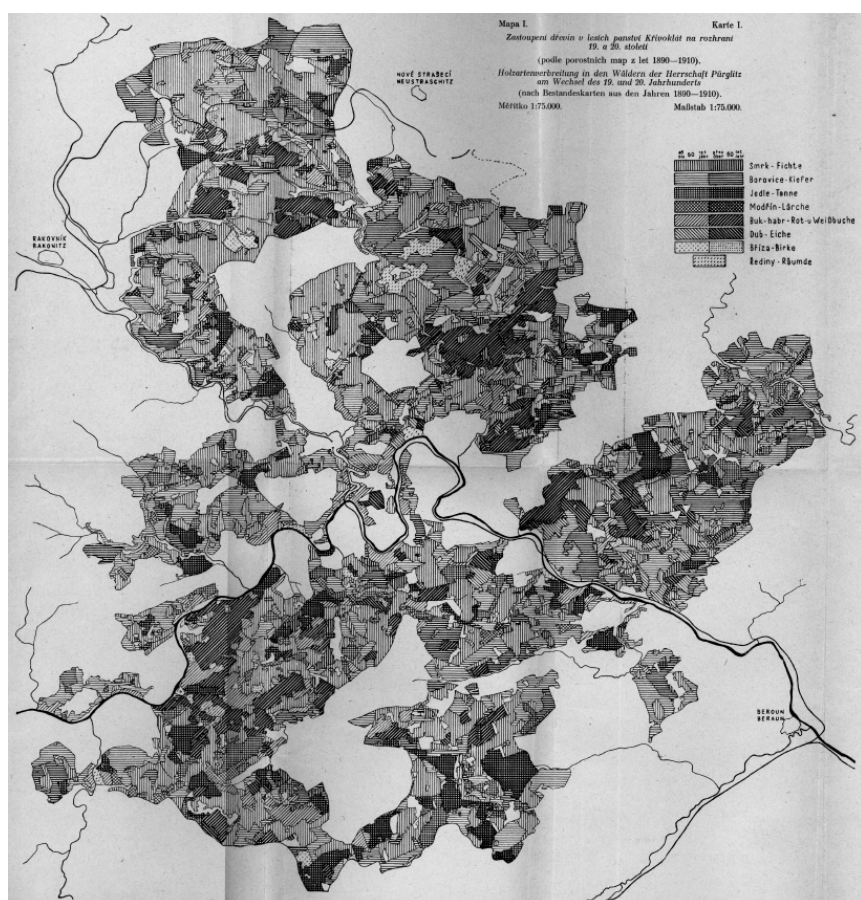 Mapa I. Karte I.
Zastoupení dřevin v lesích panství Křivoklát na rozhraní
19. a 20. století
(podle porostních map z let 1890—1910).
Holzartenverbreitung in den Wäldern der Herrschaft Pürglitz
am Wechsel des 19. und 20. Jahrhunderts
(nach Bestandeskarten aus den Jahren 1890—1910).
Měřítko 1:75.000. Maßstab 1:75.000.
Smrk-Fichte
Borovice-Kiefer
Jedle-Tanne
Modřín-Lärche
Buk-habr-Rot-u Weißbuche
Dub-Eiche
Bříza-Birke
Řediny-Räumde
NOVÉ STRAŠECÍ
NEUSTRASCHITZ
RAKOVNÍK
RAKONITZ
BEROUN
BERAUN